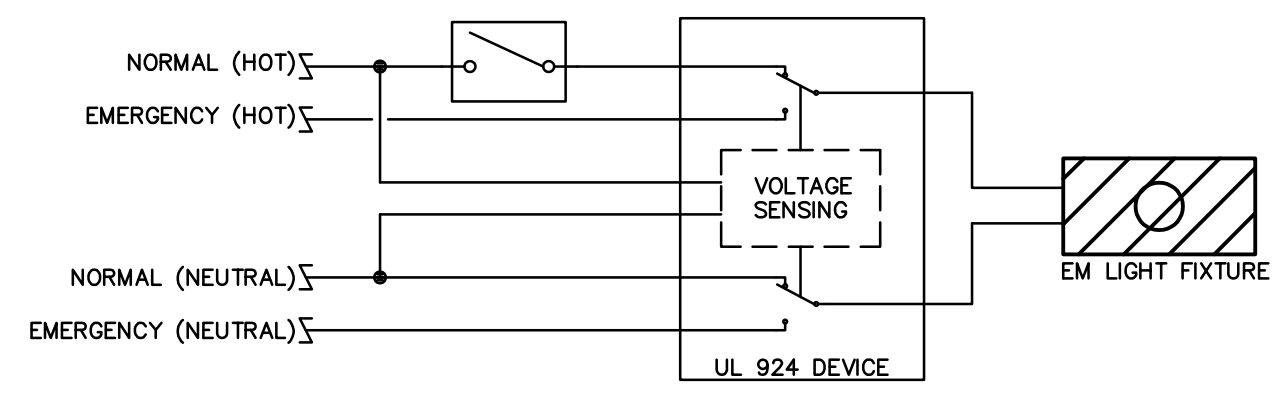 NORMAL (HOT)
EMERGENCY (HOT)
VOLTAGE
SENSING
NORMAL (NEUTRAL)
EM LIGHT FIXTURE
EMERGENCY (NEUTRAL)
UL 924 DEVICE